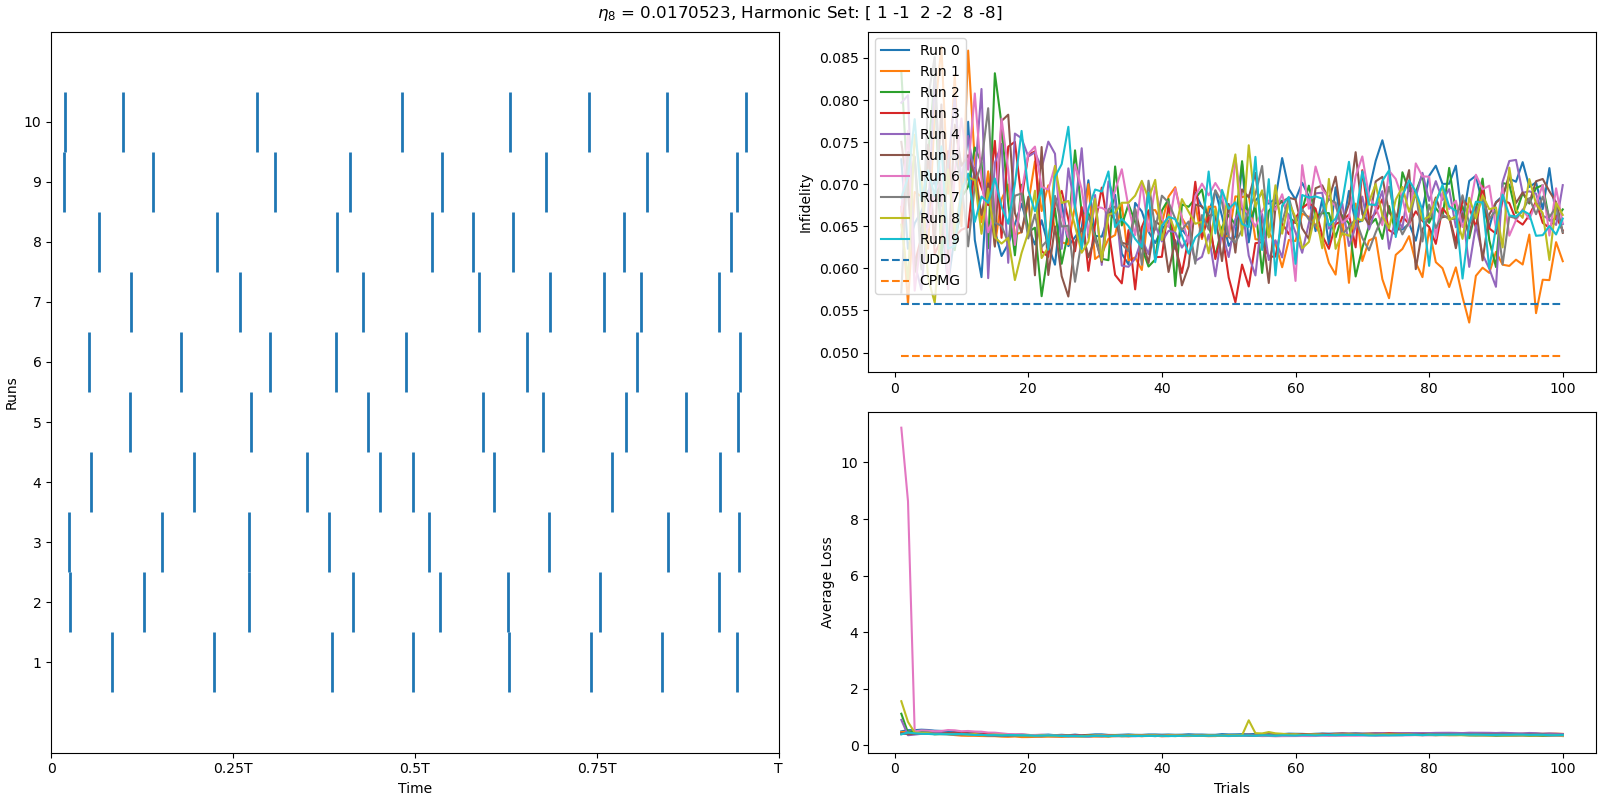 η8 = 0.0170523, Harmonic Set: [ 1 -1  2 -2  8 -8]
10
9
8
7
6
5
4
3
2
1
Runs
0
0.25T
0.5T
0.75T
T
Time
0.085
0.080
0.075
0.070
0.065
0.060
0.055
0.050
Infidelity
Run 0
Run 1
Run 2
Run 3
Run 4
Run 5
Run 6
Run 7
Run 8
Run 9
UDD
CPMG
0
20
40
60
80
100
10
8
6
4
2
0
Average Loss
0
20
40
60
80
100
Trials